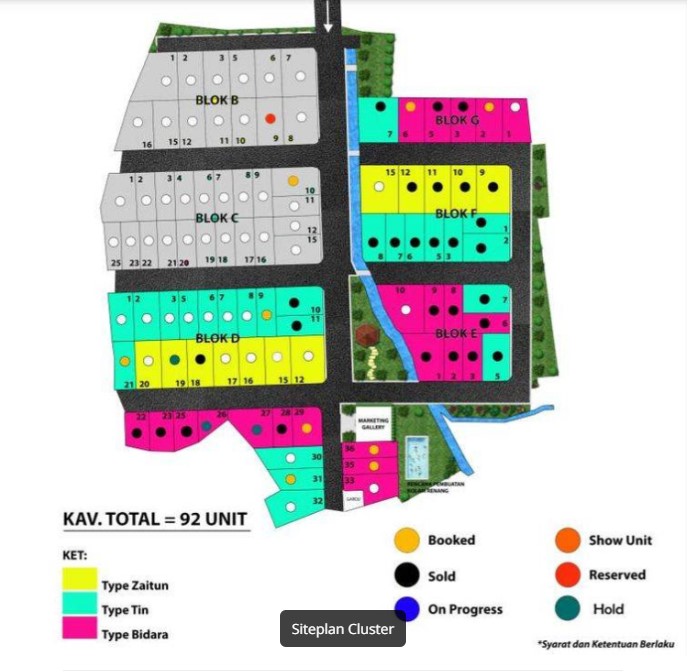 1 2 3 5 6 7
BLOK B
16 15 12 11 10 9 8
BLOK G
7 6 5 3 2 1
1 2 3 4 6 7 8 9
10
11
BLOK C
12
15
25 23 22 21 20 19 18 17 16
15 12 11 10 9
BLOK F
1
2
8 7 6 5 3
1 2 3 5 6 7 8 9
10
11
BLOK D
21 20 19 18 17 16 15 12
10 9 8
7
6
BLOK E
1 2 3 5
22 23 25 26 27 28 29
30
31
32
MARKETING
GALLERY
36
35
33
KOLAM RENANG
KAV. TOTAL = 92 UNIT
KET:
Type Zaitun
Type Tin
Type Bidara
Booked
Sold
On Progress
Show Unit
Reserved
Hold
Siteplan Cluster
*Syarat dan Ketentuan Berlaku